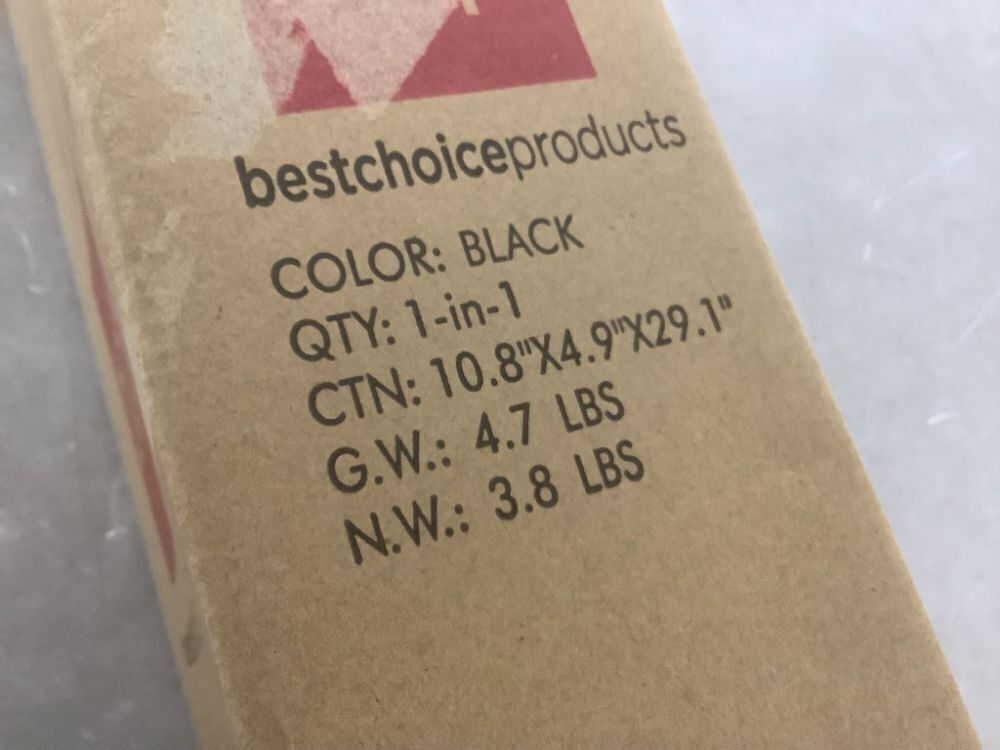 bestchoiceproducts
COLOR: BLACK
QTY: 1-in-1
CTN: 10.8"X4.9"X29.1"
G.W.: 4.7 LBS
N.W.: 3.8 LBS